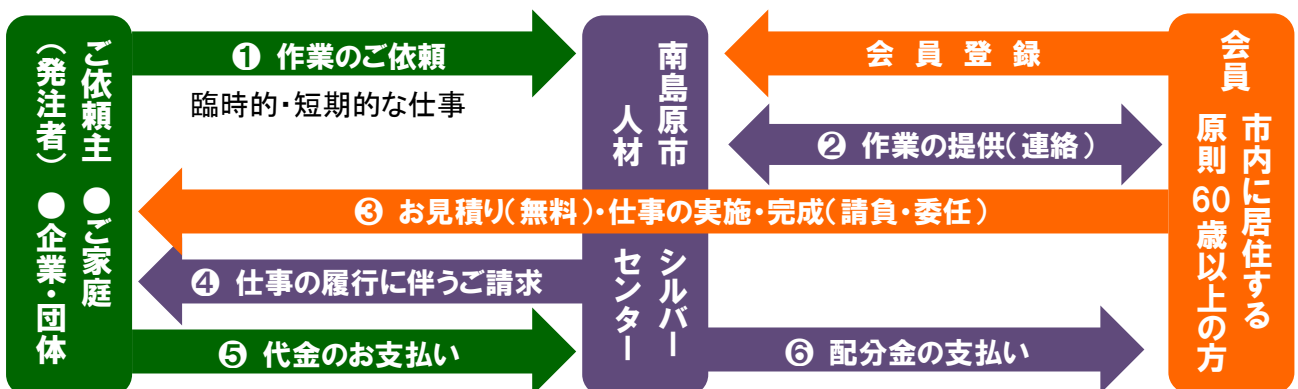 ご依頼主 ●ご家庭
（発注者） ●企業・団体
❶ 作業のご依頼
臨時的・短期的な仕事
南島原市 シルバー
人材 センター
会員登録
❷ 作業の提供（連絡）
❸ お見積り（無料）・仕事の実施・完成（請負・委任）
❹ 仕事の履行に伴うご請求
❺ 代金のお支払い
❻ 配分金の支払い
会員
市内に居住する
原則60歳以上の方